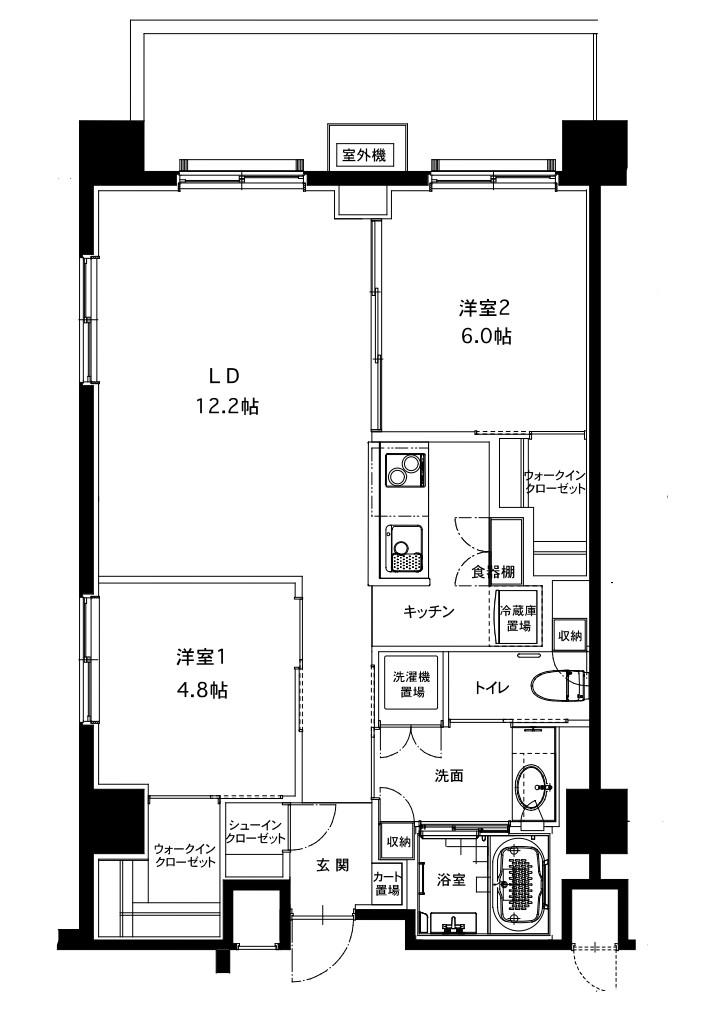 室外機
洋室2
6.0帖
LD
12.2帖
ウォークイン
クローゼット
食器棚
キッチン
冷蔵庫
置場
収納
洋室1
4.8帖
洗濯機
置場
トイレ
洗面
シューイン
クローゼット
ウォークイン
クローゼット
収納
玄関
カート
置場
浴室